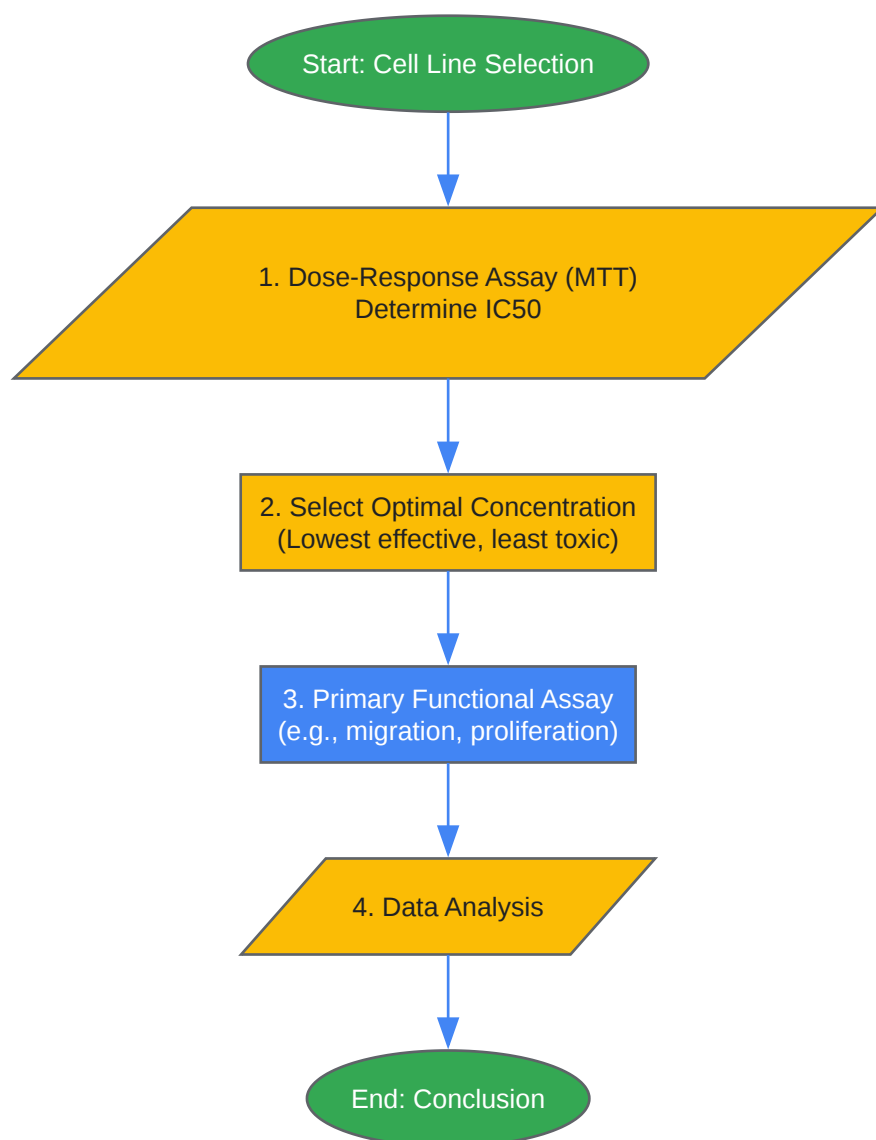 Start: Cell Line Selection
1. Dose-Response Assay (MTT)
Determine IC50
2. Select Optimal Concentration
(Lowest effective, least toxic)
3. Primary Functional Assay
(e.g., migration, proliferation)
4. Data Analysis
End: Conclusion